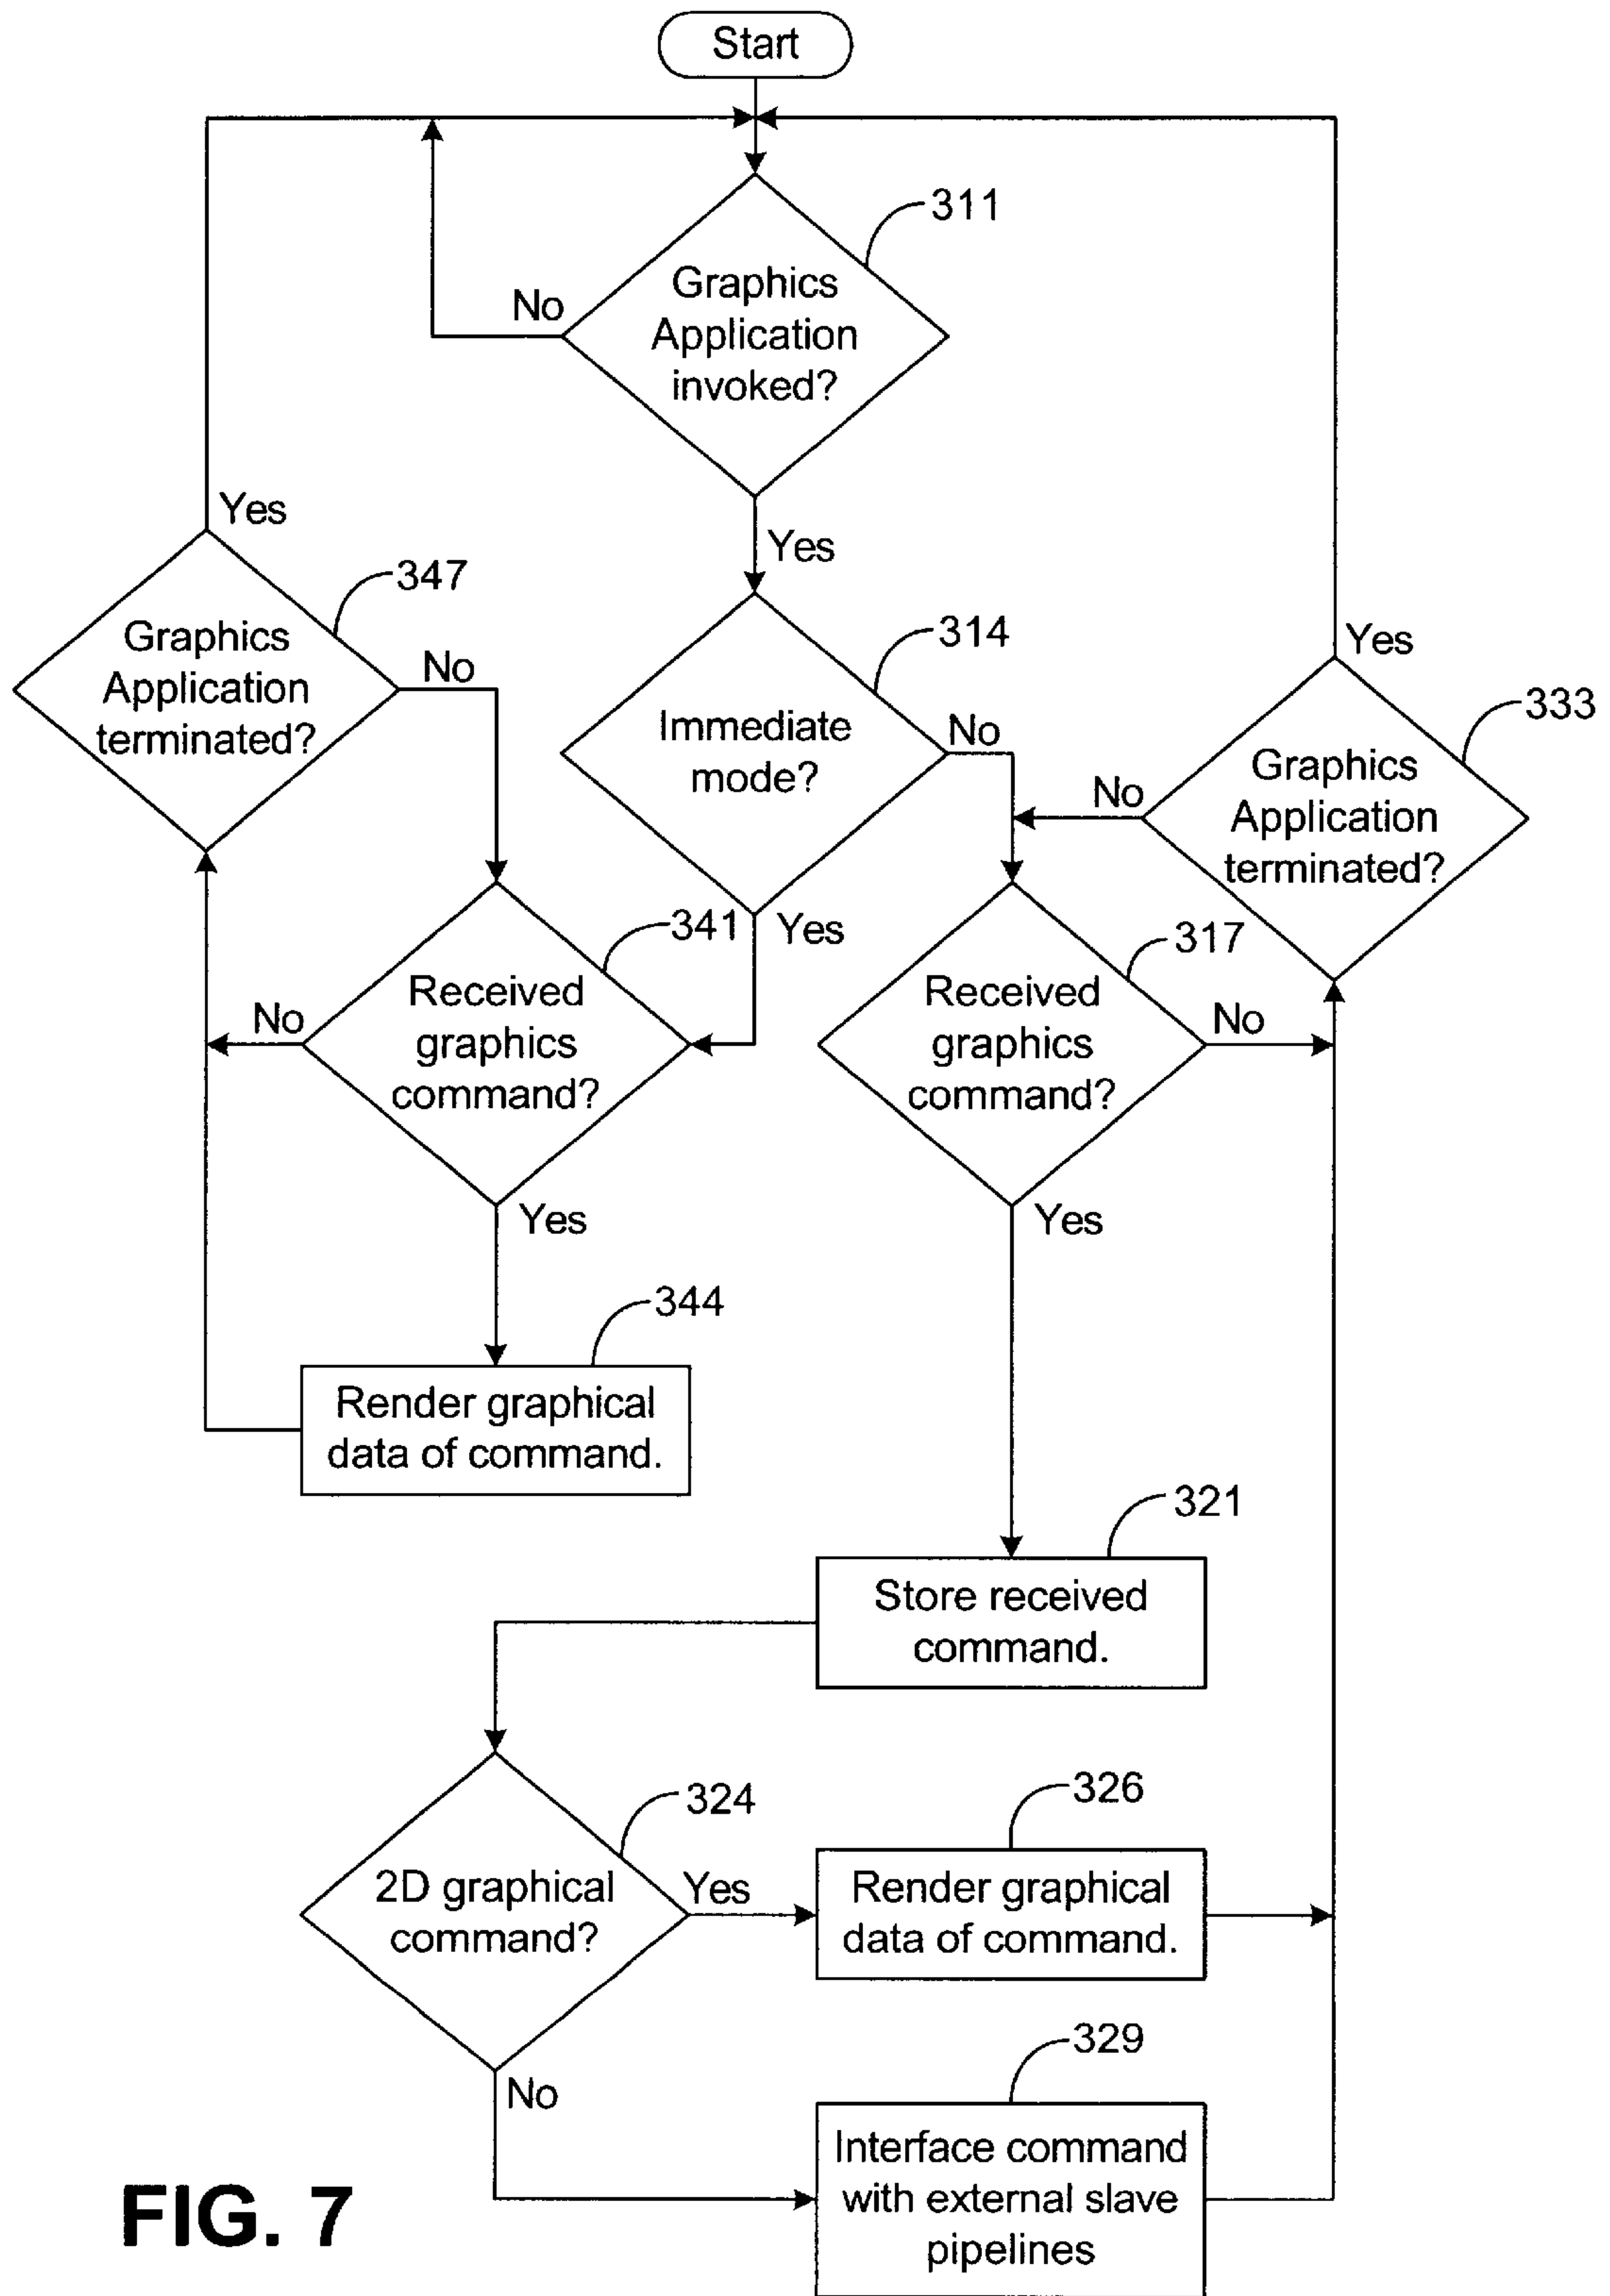 Start
311
Graphics
Application
invoked?
No
Yes
347
Graphics
Application
terminated?
Yes
No
314
Immediate
mode?
No
Yes
333
Graphics
Application
terminated?
Yes
No
341
Received
graphics
command?
No
Yes
317
Received
graphics
command?
No
Yes
344
Render graphical
data of command.
321
Store received
command.
324
2D graphical
command?
Yes
No
326
Render graphical
data of command.
329
Interface command
with external slave
pipelines
FIG. 7